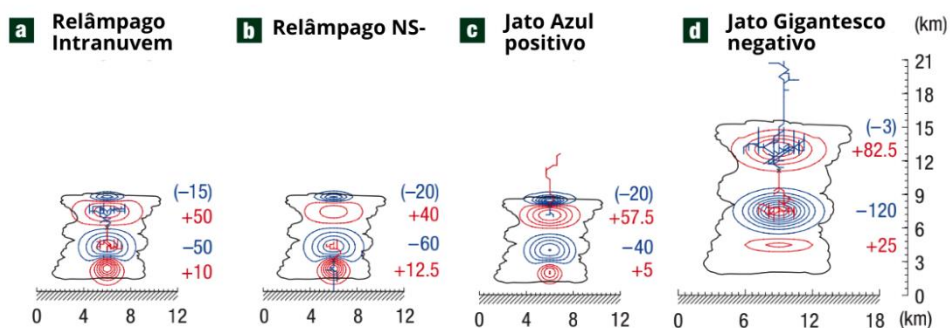 a Relâmpago Intranuvem
b Relâmpago NS-
c Jato Azul positivo
d Jato Gigantesco negativo
(km)
21
18
15
12
9
6
3
0
(−15)
+50
−50
+10
(−20)
+40
−60
+12.5
(−20)
+57.5
−40
+5
(−3)
+82.5
−120
+25
0 4 8 12
0 4 8 12
0 4 8 12
0 6 12 18 (km)